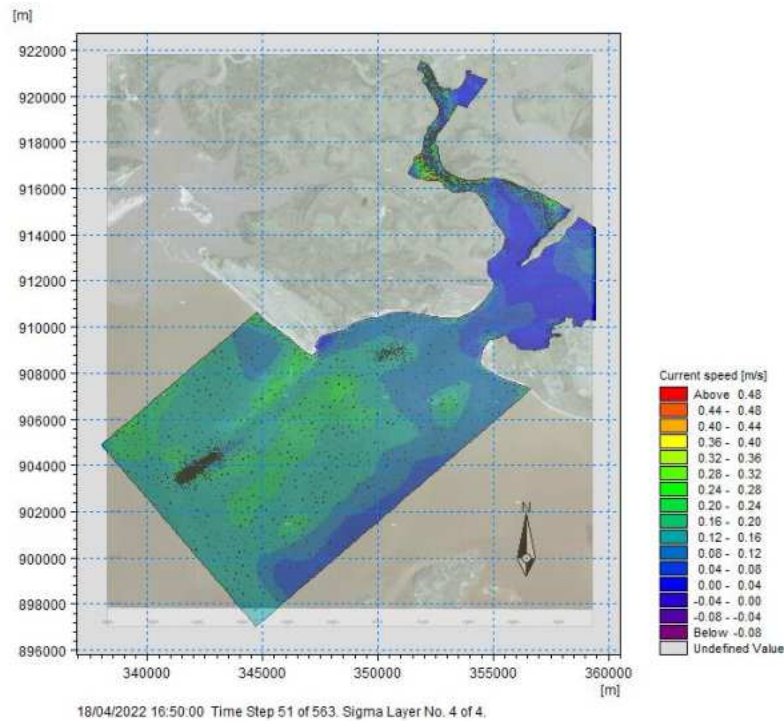 [m]
922000
920000
918000
916000
914000
912000
910000
908000
906000
904000
902000
900000
898000
896000
N
340000
345000
350000
355000
360000
[m]
Current speed [m/s]
Above 0.48
0.44 - 0.48
0.40 - 0.44
0.36 - 0.40
0.32 - 0.36
0.28 - 0.32
0.24 - 0.28
0.20 - 0.24
0.16 - 0.20
0.12 - 0.16
0.08 - 0.12
0.04 - 0.08
0.00 - 0.04
-0.04 - 0.00
-0.08 - -0.04
Below -0.08
Undefined Value
18/04/2022 16:50:00 Time Step 51 of 563. Sigma Layer No. 4 of 4.